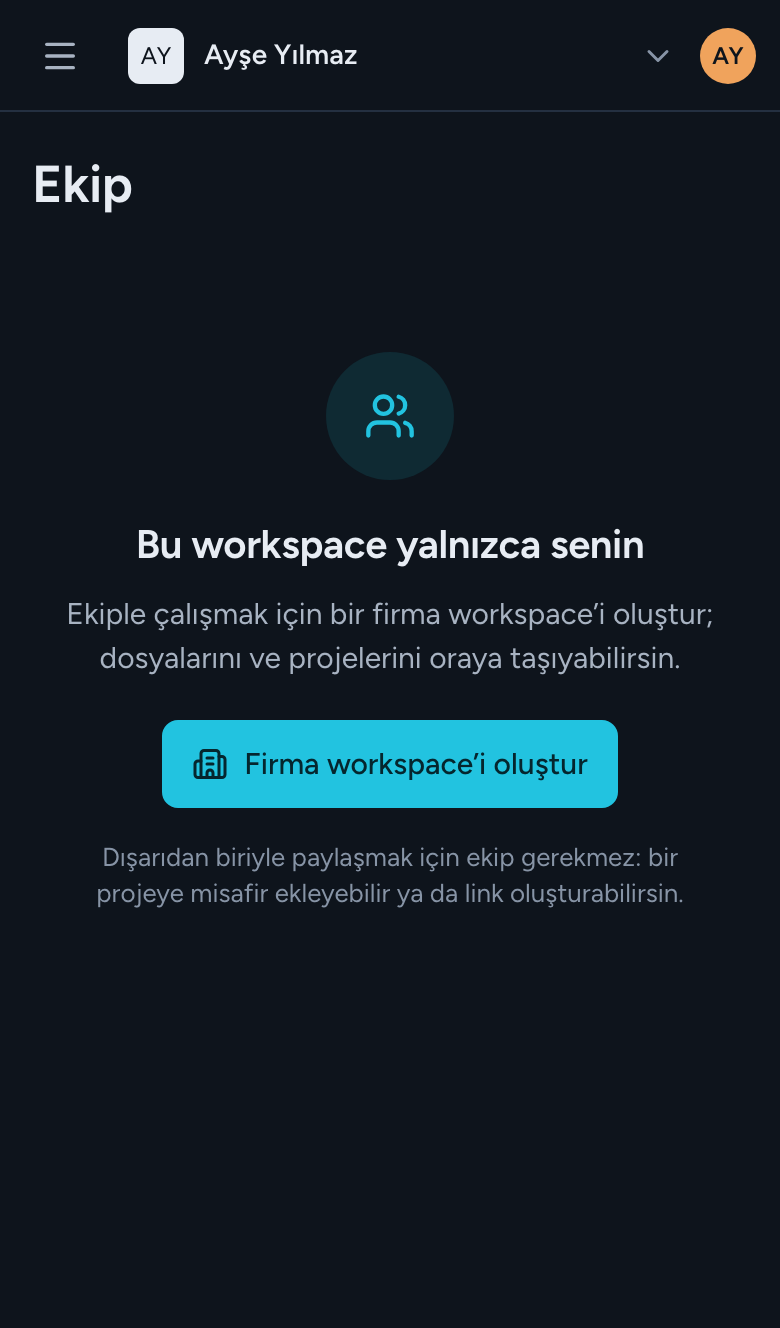 AY
Ayşe Yılmaz
AY
Ekip
Bu workspace yalnızca senin
Ekiple çalışmak için bir firma workspace’i oluştur;
dosyalarını ve projelerini oraya taşıyabilirsin.
Firma workspace’i oluştur
Dışarıdan biriyle paylaşmak için ekip gerekmez: bir
projeye misafir ekleyebilir ya da link oluşturabilirsin.